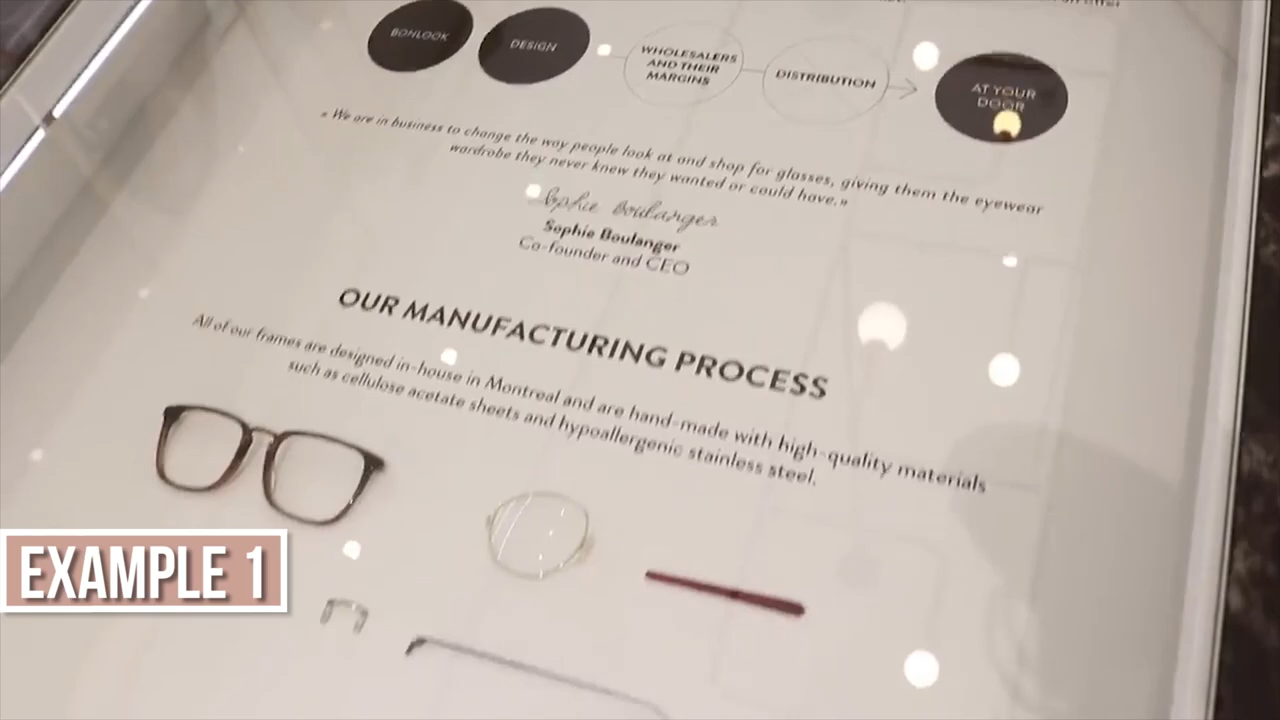 BONLOOK
DESIGN
WHOLESALERS
AND THEIR
MARGINS
DISTRIBUTION
AT YOUR
DOOR
« We are in business to change the way people look at and shop for glasses, giving them the eyewear
wardrobe they never knew they wanted or could have.»
Sophie Boulanger
Sophie Boulanger
Co-founder and CEO
OUR MANUFACTURING PROCESS
All of our frames are designed in-house in Montreal and are hand-made with high-quality materials
such as cellulose acetate sheets and hypoallergenic stainless steel.
EXAMPLE 1